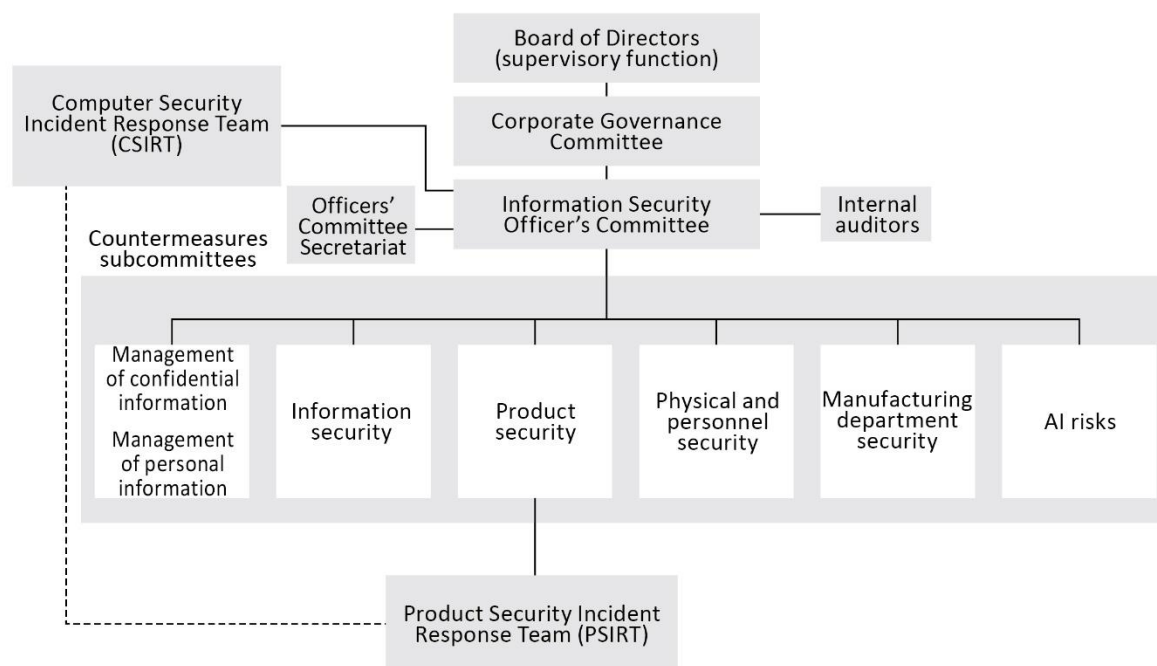 Board of Directors
(supervisory function)
Computer Security
Incident Response Team
(CSIRT)
Corporate Governance
Committee
Officers’
Committee
Secretariat
Information Security
Officer’s Committee
Internal
auditors
Countermeasures
subcommittees
Management
of confidential
information
Management
of personal
information
Information
security
Product
security
Physical and
personnel
security
Manufacturing
department
security
AI risks
Product Security Incident
Response Team (PSIRT)